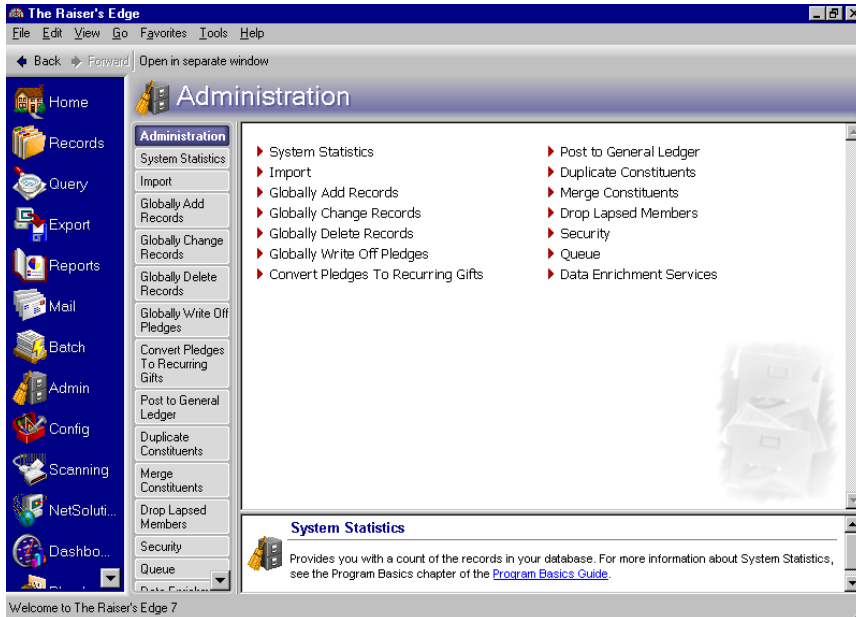 The Raiser's Edge
File Edit View Go Favorites Tools Help
Back Forward Open in separate window
Administration
Home
Records
Query
Export
Reports
Mail
Batch
Admin
Config
Scanning
NetSoluti...
Dashbo...
Administration
System Statistics
Import
Globally Add
Records
Globally Change
Records
Globally Delete
Records
Globally Write Off
Pledges
Convert Pledges
To Recurring
Gifts
Post to General
Ledger
Duplicate
Constituents
Merge
Constituents
Drop Lapsed
Members
Security
Queue
System Statistics
Import
Globally Add Records
Globally Change Records
Globally Delete Records
Globally Write Off Pledges
Convert Pledges To Recurring Gifts
Post to General Ledger
Duplicate Constituents
Merge Constituents
Drop Lapsed Members
Security
Queue
Data Enrichment Services
System Statistics
Provides you with a count of the records in your database. For more information about System Statistics,
see the Program Basics chapter of the Program Basics Guide.
Welcome to The Raiser's Edge 7